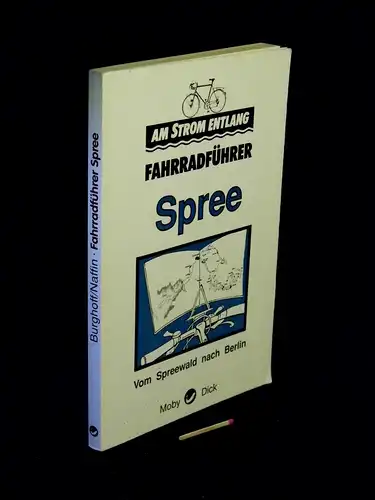 AM STROM ENTLANG
FAHRRADFÜHRER
Spree
Vom Spreewald nach Berlin
Moby Dick
Burghoff/Naffin · Fahrradführer Spree